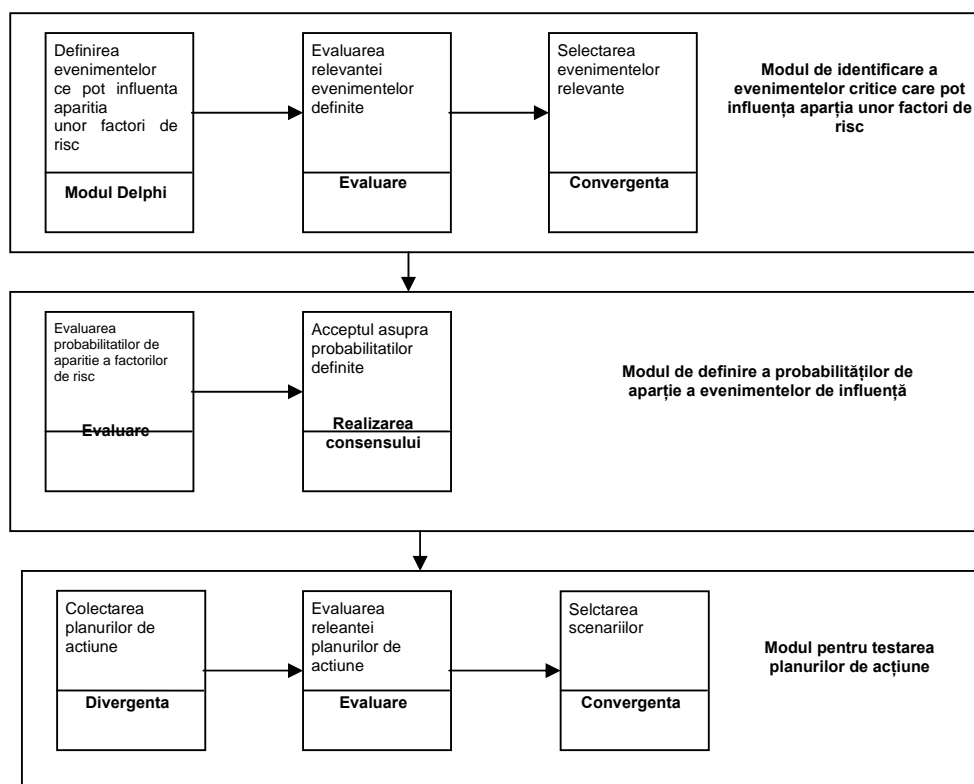 Definirea
evenimentelor
ce pot influenta
aparitia
unor factori de
risc
Modul Delphi
Evaluarea
relevantei
evenimentelor
definite
Evaluare
Selectarea
evenimentelor
relevante
Convergenta
Modul de identificare a
evenimentelor critice care pot
influența aparția unor factori de
risc
Evaluarea
probabilitatilor de
aparitie a factorilor
de risc
Evaluare
Acceptul asupra
probabilitatilor
definite
Realizarea
consensului
Modul de definire a probabilităților de
aparție a evenimentelor de influență
Colectarea
planurilor de
actiune
Divergenta
Evaluarea
releantei
planurilor de
actiune
Evaluare
Selctarea
scenariilor
Convergenta
Modul pentru testarea
planurilor de acțiune